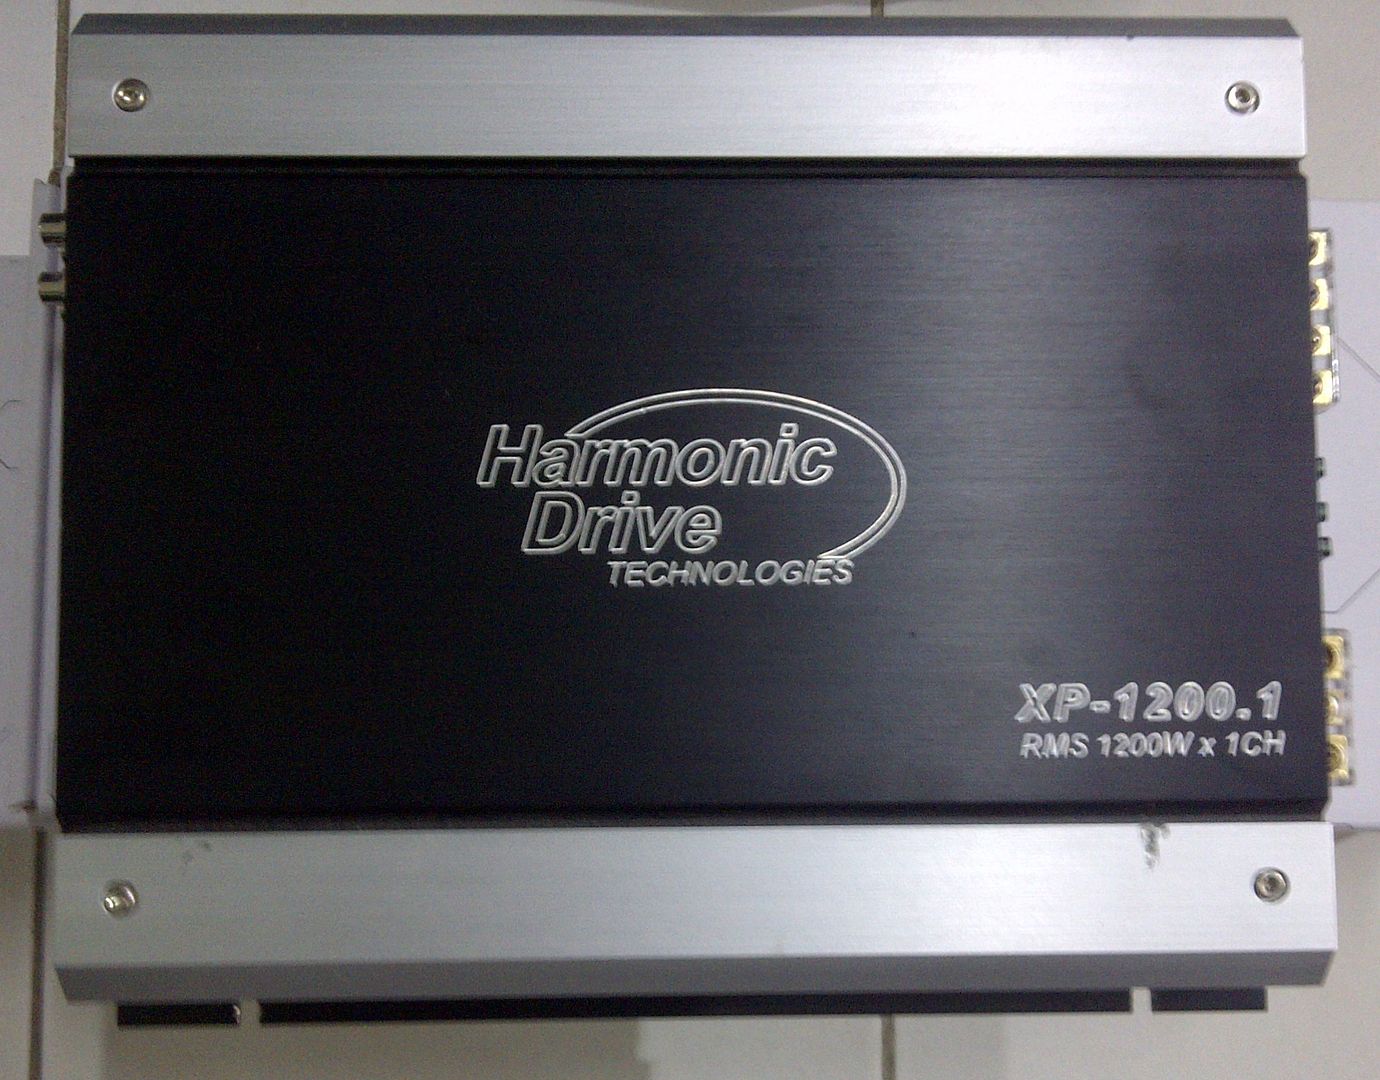 Harmonic
Drive
TECHNOLOGIES
XP-1200.1
RMS 1200W x 1CH